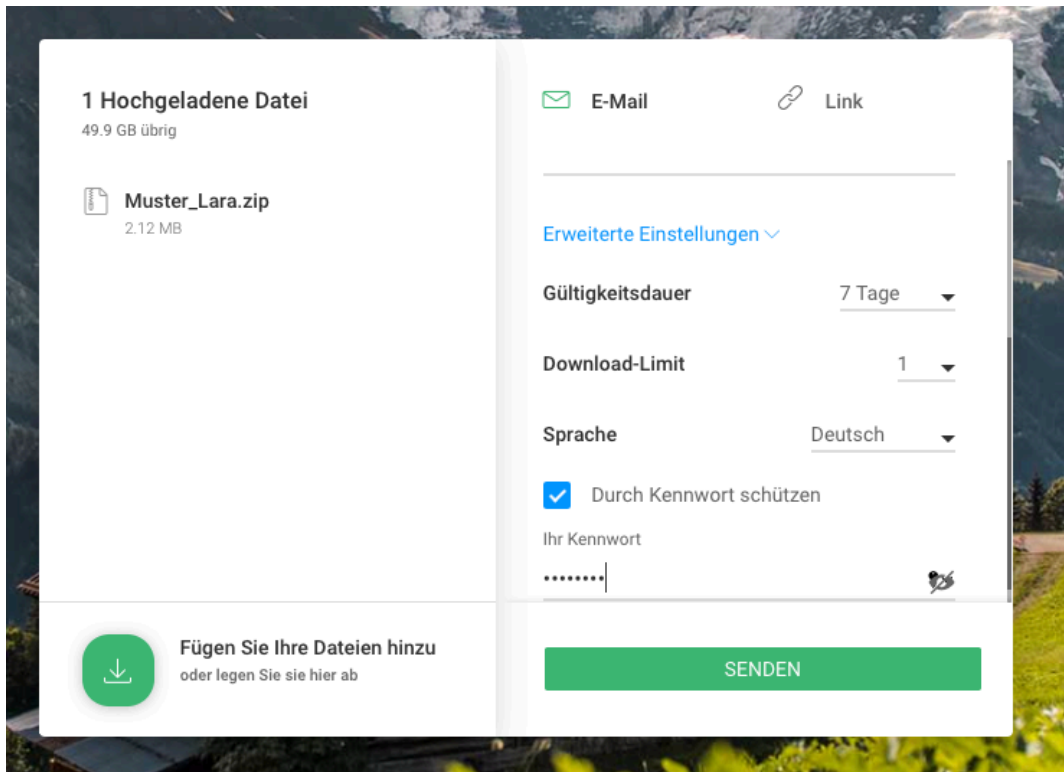 1 Hochgeladene Datei
49.9 GB übrig
Muster_Lara.zip
2.12 MB
Fügen Sie Ihre Dateien hinzu
oder legen Sie sie hier ab
E-Mail
Link
Erweiterte Einstellungen
Gültigkeitsdauer
7 Tage
Download-Limit
1
Sprache
Deutsch
Durch Kennwort schützen
Ihr Kennwort
••••••••
SENDEN